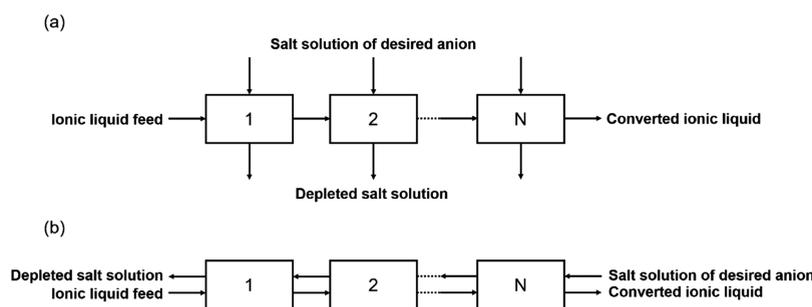 (a)
Salt solution of desired anion
Ionic liquid feed
1
2
N
Converted ionic liquid
Depleted salt solution
(b)
Depleted salt solution
Ionic liquid feed
1
2
N
Salt solution of desired anion
Converted ionic liquid